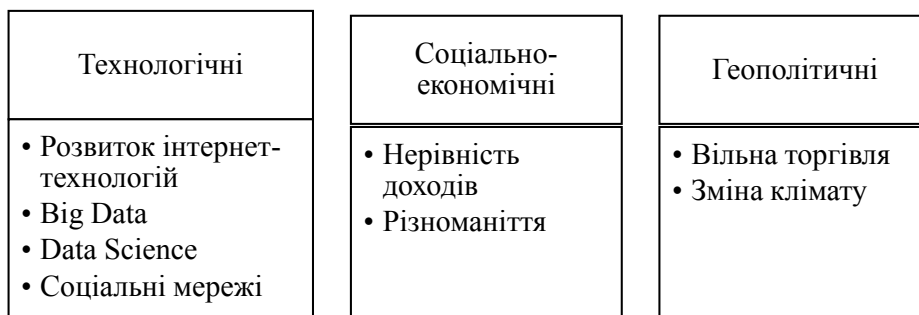 Технологічні
• Розвиток інтернет-
технологій
• Big Data
• Data Science
• Соціальні мережі
Соціально-
економічні
• Нерівність
доходів
• Різноманіття
Геополітичні
• Вільна торгівля
• Зміна клімату